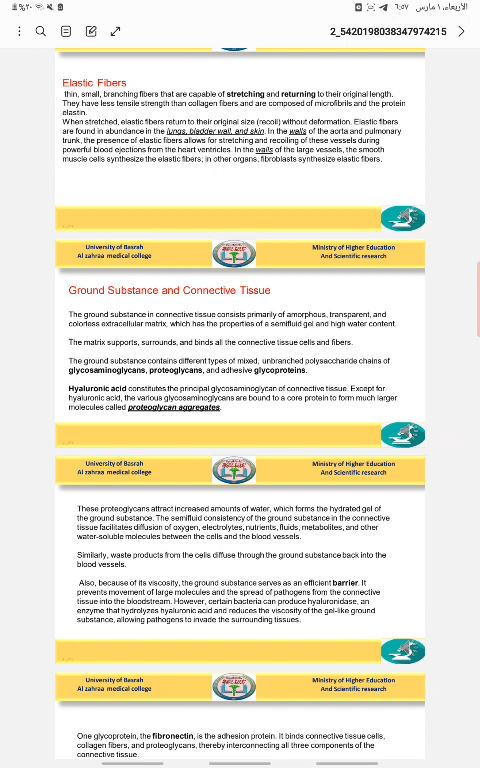 الأربعاء، ١ مارس ٦:٥٧
2_5420198038347974215
Elastic Fibers
thin, small, branching fibers that are capable of stretching and returning to their original length.
They have less tensile strength than collagen fibers and are composed of microfibrils and the protein
elastin.
When stretched, elastic fibers return to their original size (recoil) without deformation. Elastic fibers
are found in abundance in the lungs, bladder wall, and skin. In the walls of the aorta and pulmonary
trunk, the presence of elastic fibers allows for stretching and recoiling of these vessels during
powerful blood ejections from the heart ventricles. In the walls of the large vessels, the smooth
muscle cells synthesize the elastic fibers; in other organs, fibroblasts synthesize elastic fibers.
University of Basrah
Al zahraa medical college
Ministry of Higher Education
And Scientific research
Ground Substance and Connective Tissue
The ground substance in connective tissue consists primarily of amorphous, transparent, and
colorless extracellular matrix, which has the properties of a semifluid gel and high water content.
The matrix supports, surrounds, and binds all the connective tissue cells and fibers.
The ground substance contains different types of mixed, unbranched polysaccharide chains of
glycosaminoglycans, proteoglycans, and adhesive glycoproteins.
Hyaluronic acid constitutes the principal glycosaminoglycan of connective tissue. Except for
hyaluronic acid, the various glycosaminoglycans are bound to a core protein to form much larger
molecules called proteoglycan aggregates.
University of Basrah
Al zahraa medical college
Ministry of Higher Education
And Scientific research
These proteoglycans attract increased amounts of water, which forms the hydrated gel of
the ground substance. The semifluid consistency of the ground substance in the connective
tissue facilitates diffusion of oxygen, electrolytes, nutrients, fluids, metabolites, and other
water-soluble molecules between the cells and the blood vessels.
Similarly, waste products from the cells diffuse through the ground substance back into the
blood vessels.
Also, because of its viscosity, the ground substance serves as an efficient barrier. It
prevents movement of large molecules and the spread of pathogens from the connective
tissue into the bloodstream. However, certain bacteria can produce hyaluronidase, an
enzyme that hydrolyzes hyaluronic acid and reduces the viscosity of the gel-like ground
substance, allowing pathogens to invade the surrounding tissues.
University of Basrah
Al zahraa medical college
Ministry of Higher Education
And Scientific research
One glycoprotein, the fibronectin, is the adhesion protein. It binds connective tissue cells,
collagen fibers, and proteoglycans, thereby interconnecting all three components of the
connective tissue.